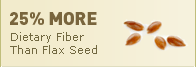 25% MORE
Dietary Fiber
Than Flax Seed